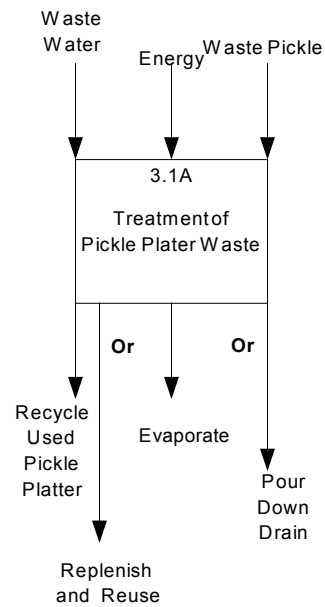 Waste
Water
Energy
Waste Pickle
3.1A
Treatment of
Pickle Plater Waste
Or
Or
Recycle
Used
Pickle
Platter
Evaporate
Pour
Down
Drain
Replenish
and Reuse